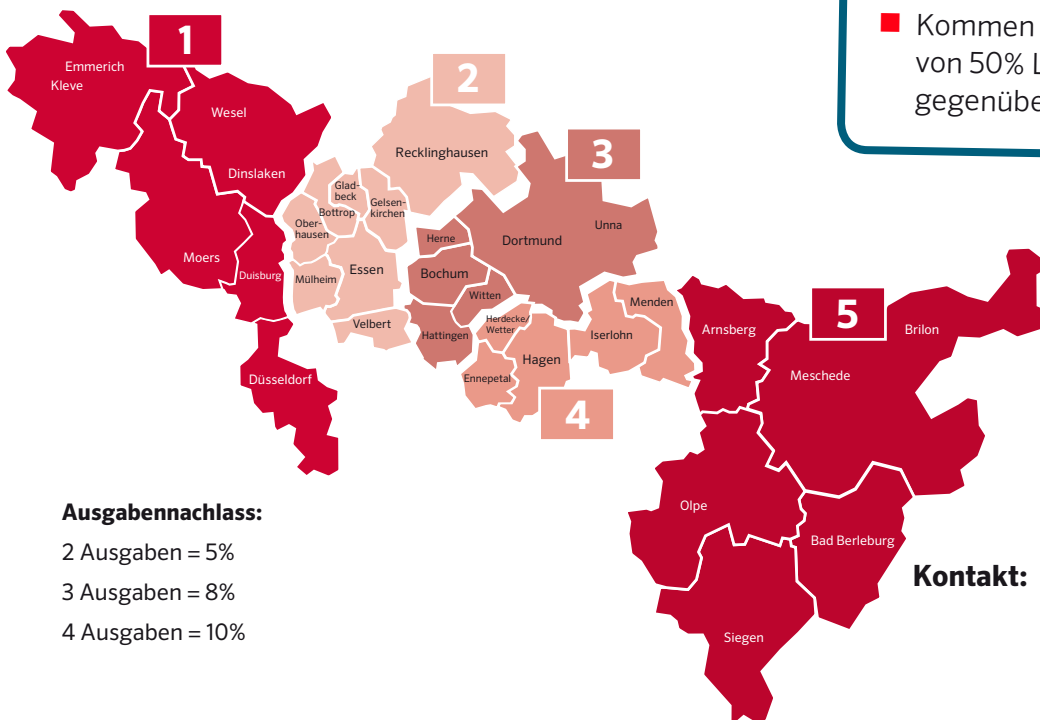 Kommen
von 50% L
gegenübe
1
Emmerich
Kleve
Wesel
Dinslaken
Moers
Duisburg
Düsseldorf
2
Recklinghausen
Glad-
beck
Bottrop
Gelsen-
kirchen
Ober-
hausen
Essen
Mülheim
Velbert
3
Unna
Dortmund
Herne
Bochum
Witten
Hattingen
Herdecke/
Wetter
Menden
Iserlohn
Hagen
Ennepetal
4
5
Arnsberg
Brilon
Meschede
Olpe
Bad Berleburg
Siegen
Ausgabennachlass:
2 Ausgaben = 5%
3 Ausgaben = 8%
4 Ausgaben = 10%
Kontakt: